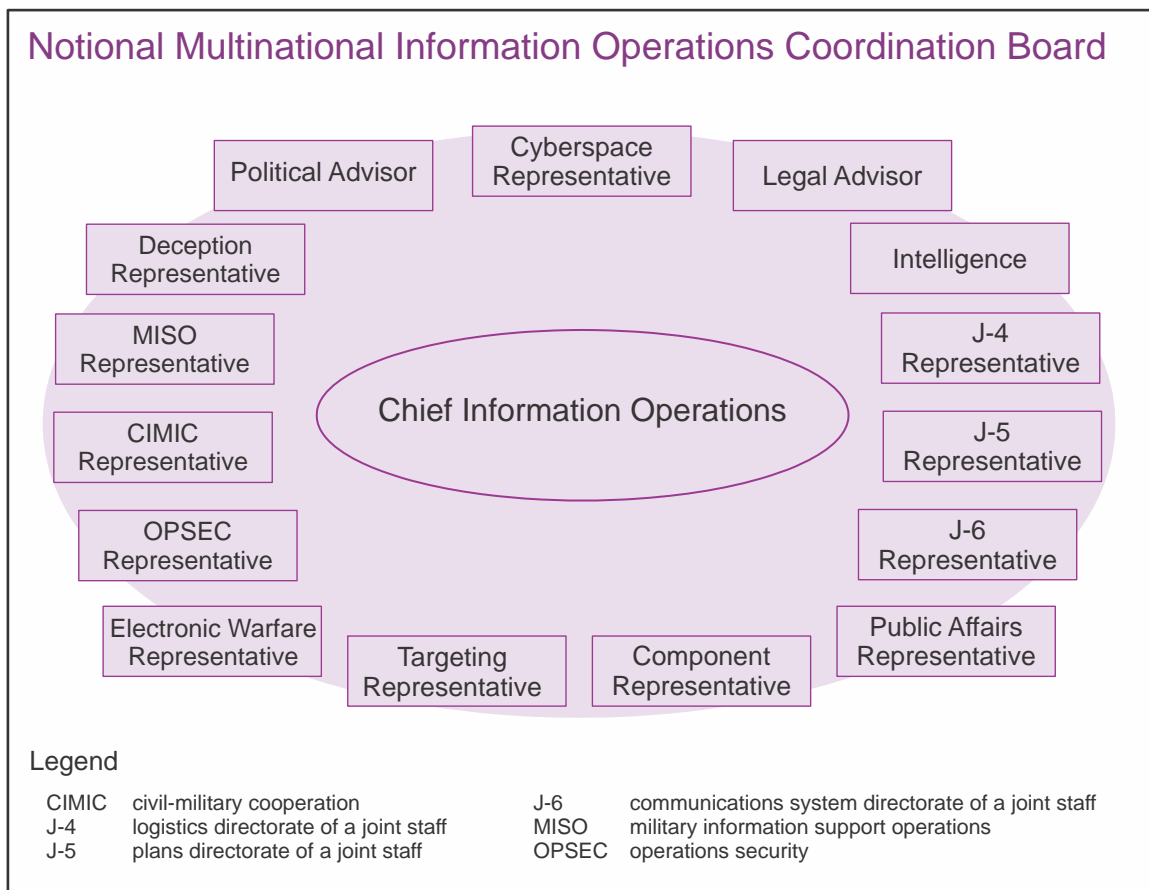 Notional Multinational Information Operations Coordination Board
Political Advisor
Cyberspace
Representative
Legal Advisor
Deception
Representative
Intelligence
MISO
Representative
J-4
Representative
Chief Information Operations
CIMIC
Representative
J-5
Representative
OPSEC
Representative
J-6
Representative
Electronic Warfare
Representative
Targeting
Representative
Component
Representative
Public Affairs
Representative
Legend
CIMIC civil-military cooperation
J-4 logistics directorate of a joint staff
J-5 plans directorate of a joint staff
J-6 communications system directorate of a joint staff
MISO military information support operations
OPSEC operations security